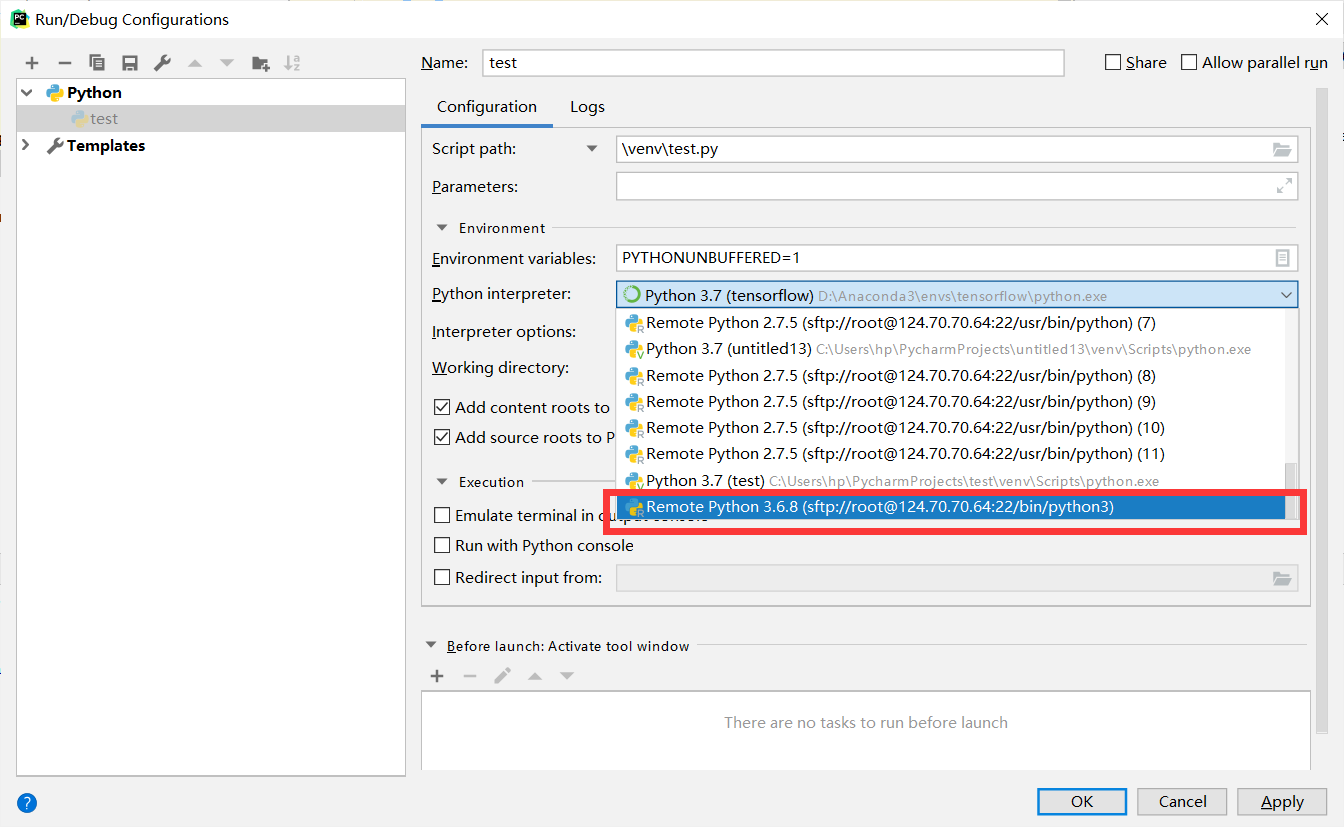 Run/Debug Configurations
Name: test
Share
Allow parallel run
Python
test
Templates
Configuration
Logs
Script path: \venv\test.py
Parameters:
Environment
Environment variables: PYTHONUNBUFFERED=1
Python interpreter: Python 3.7 (tensorflow) D:\Anaconda3\envs\tensorflow\python.exe
Remote Python 2.7.5 (sftp://root@124.70.70.64:22/usr/bin/python) (7)
Interpreter options:
Python 3.7 (untitled13) C:\Users\hp\PycharmProjects\untitled13\venv\Scripts\python.exe
Working directory:
Remote Python 2.7.5 (sftp://root@124.70.70.64:22/usr/bin/python) (8)
Add content roots to
Remote Python 2.7.5 (sftp://root@124.70.70.64:22/usr/bin/python) (9)
Add source roots to P
Remote Python 2.7.5 (sftp://root@124.70.70.64:22/usr/bin/python) (10)
Remote Python 2.7.5 (sftp://root@124.70.70.64:22/usr/bin/python) (11)
Execution
Python 3.7 (test) C:\Users\hp\PycharmProjects\test\venv\Scripts\python.exe
Remote Python 3.6.8 (sftp://root@124.70.70.64:22/bin/python3)
Emulate terminal in output console
Run with Python console
Redirect input from:
Before launch: Activate tool window
There are no tasks to run before launch
OK
Cancel
Apply